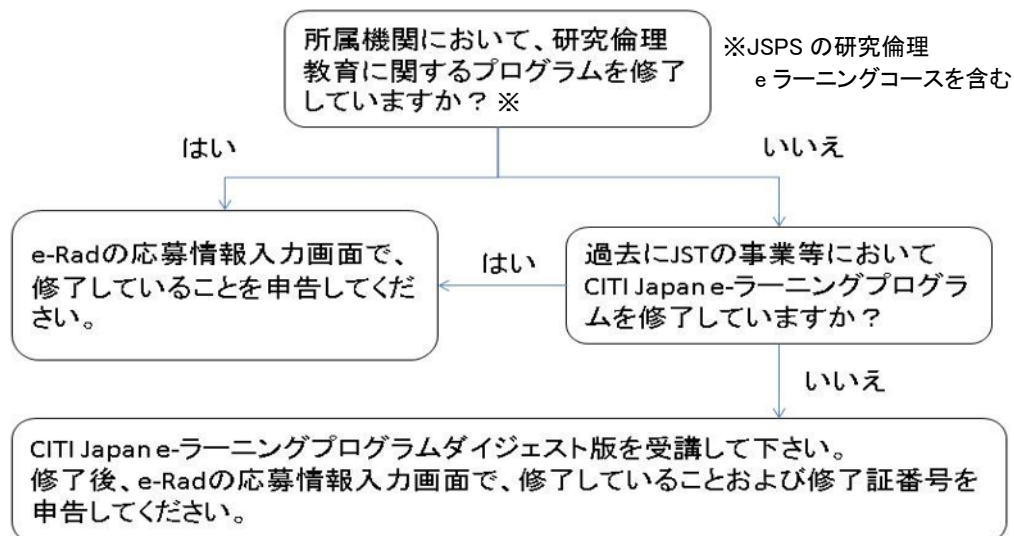 所属機関において、研究倫理
教育に関するプログラムを修了
していますか？※
※JSPS の研究倫理
e ラーニングコースを含む
はい
いいえ
e-Radの応募情報入力画面で、
修了していることを申告してくだ
さい。
はい
過去にJSTの事業等において
CITI Japan e-ラーニングプログラ
ムを修了していますか？
いいえ
CITI Japan e-ラーニングプログラムダイジェスト版を受講して下さい。
修了後、e-Radの応募情報入力画面で、修了していることおよび修了証番号を
申告してください。